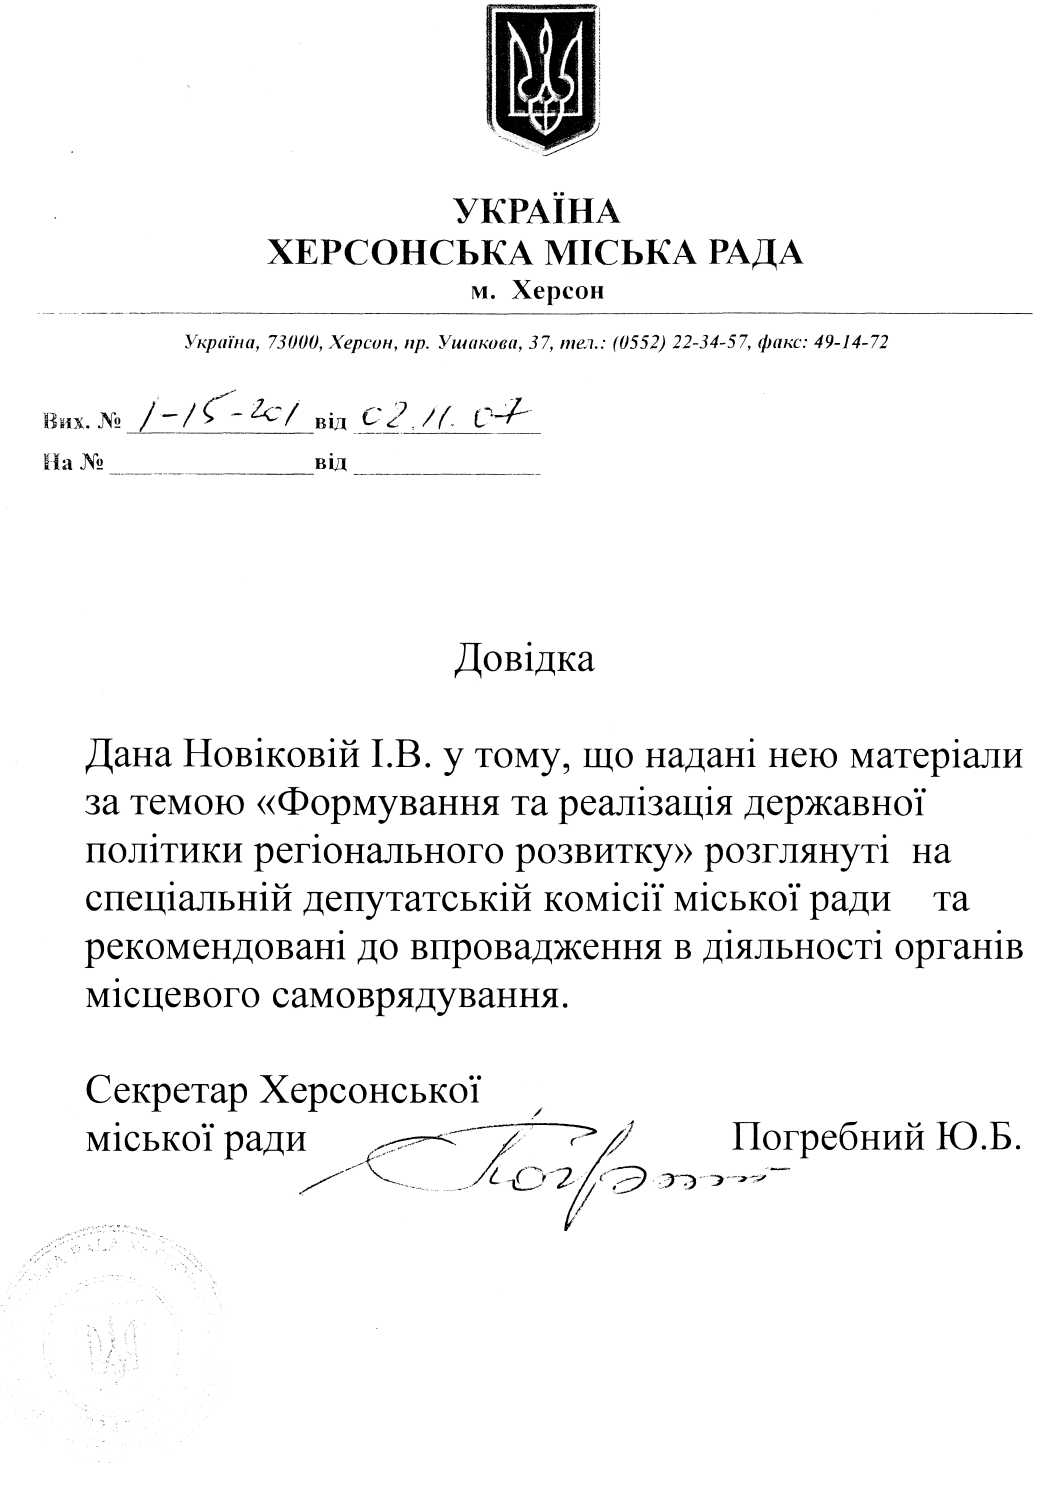 УКРАЇНА
ХЕРСОНСЬКА МІСЬКА РАДА
м. Херсон
Україна, 73000, Херсон, пр. Ушакова, 37, тел.: (0552) 22-34-57, факс: 49-14-72
Вих. № 1-15-201 від 02.11.07
На № від
Довідка
Дана Новіковій І.В. у тому, що надані нею матеріали
за темою «Формування та реалізація державної
політики регіонального розвитку» розглянуті на
спеціальній депутатській комісії міської ради та
рекомендовані до впровадження в діяльності органів
місцевого самоврядування.
Секретар Херсонської
міської ради Погребний Ю.Б.